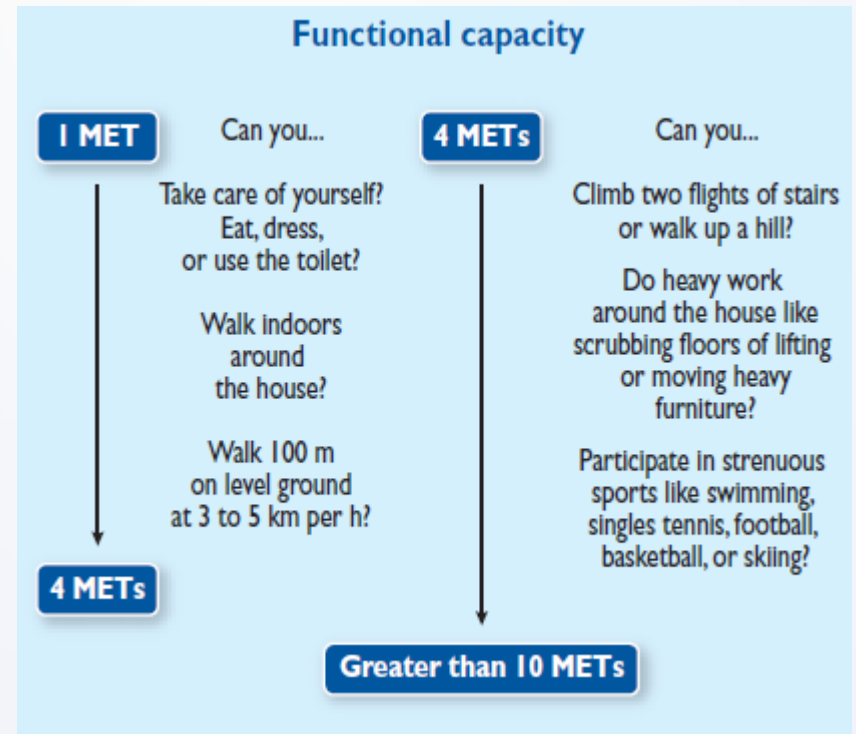 Functional capacity
1 MET
Can you...
Take care of yourself?
Eat, dress,
or use the toilet?
Walk indoors
around
the house?
Walk 100 m
on level ground
at 3 to 5 km per h?
4 METs
4 METs
Can you...
Climb two flights of stairs
or walk up a hill?
Do heavy work
around the house like
scrubbing floors of lifting
or moving heavy
furniture?
Participate in strenuous
sports like swimming,
singles tennis, football,
basketball, or skiing?
Greater than 10 METs